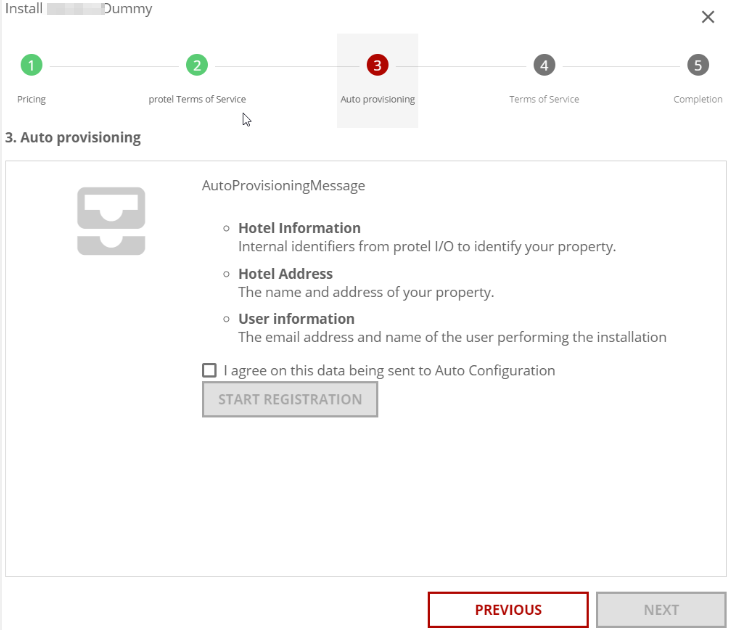 Install Dummy
1
2
3
4
5
Pricing
protel Terms of Service
Auto provisioning
Terms of Service
Completion
3. Auto provisioning
AutoProvisioningMessage
Hotel Information
Internal identifiers from protel I/O to identify your property.
Hotel Address
The name and address of your property.
User information
The email address and name of the user performing the installation
I agree on this data being sent to Auto Configuration
START REGISTRATION
PREVIOUS
NEXT